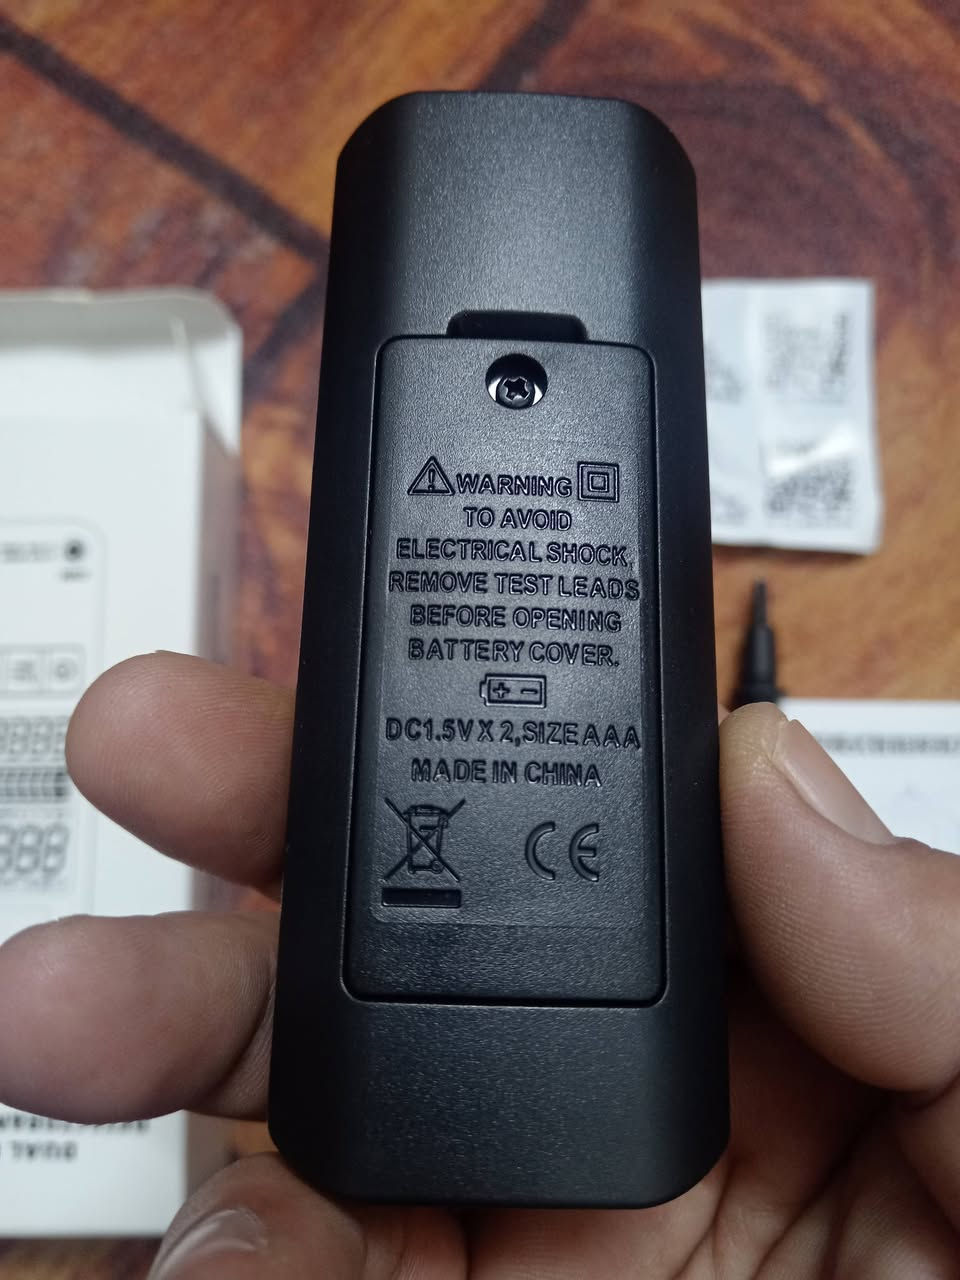 WARNING
TO AVOID
ELECTRICAL SHOCK,
REMOVE TEST LEADS
BEFORE OPENING
BATTERY COVER.
+ −
DC1.5V X 2,SIZE AAA
MADE IN CHINA
CE
DUAL